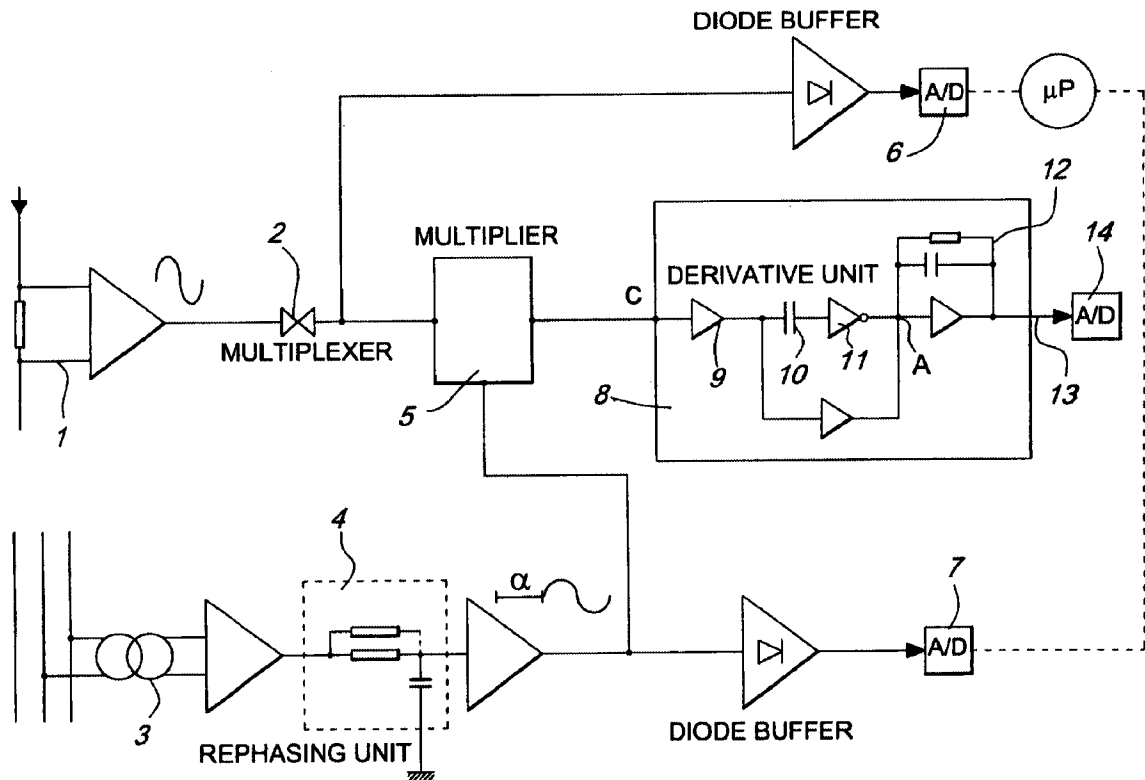 DIODE BUFFER
A/D
μP
6
12
2
MULTIPLIER
14
DERIVATIVE UNIT
C
A/D
MULTIPLEXER
9
10
11
A
13
1
5
8
4
α
7
A/D
3
REPHASING UNIT
DIODE BUFFER